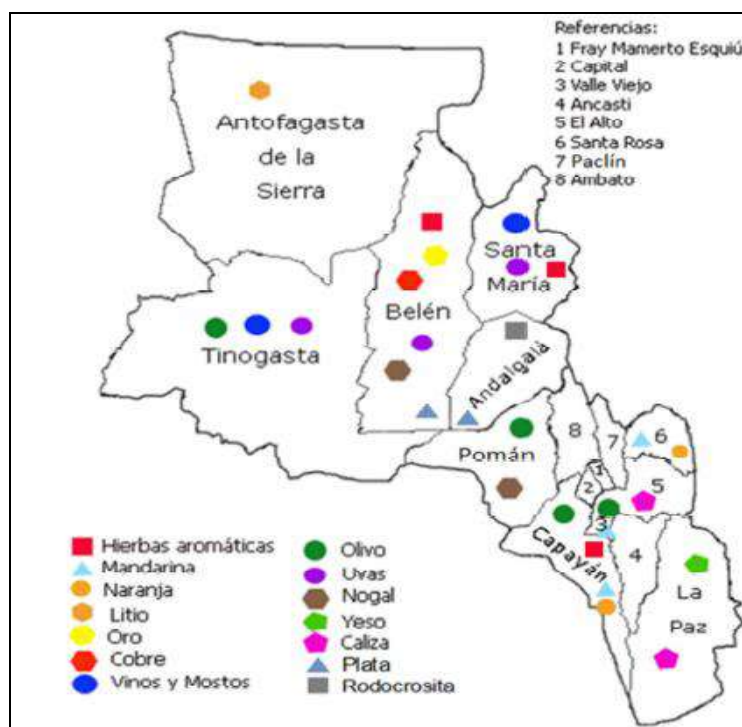 Referencias:
1 Fray Mamerto Esquiú
2 Capital
3 Valle Viejo
4 Ancasti
5 El Alto
6 Santa Rosa
7 Paclín
8 Ambato
Antofagasta
de la
Sierra
Santa
María
Belén
Tinogasta
Andalgalá
Pomán
8
7
6
1
2
5
3
Capayán
4
La
Paz
Hierbas aromáticas
Mandarina
Naranja
Litio
Oro
Cobre
Vinos y Mostos
Olivo
Uvas
Nogal
Yeso
Caliza
Plata
Rodocrosita